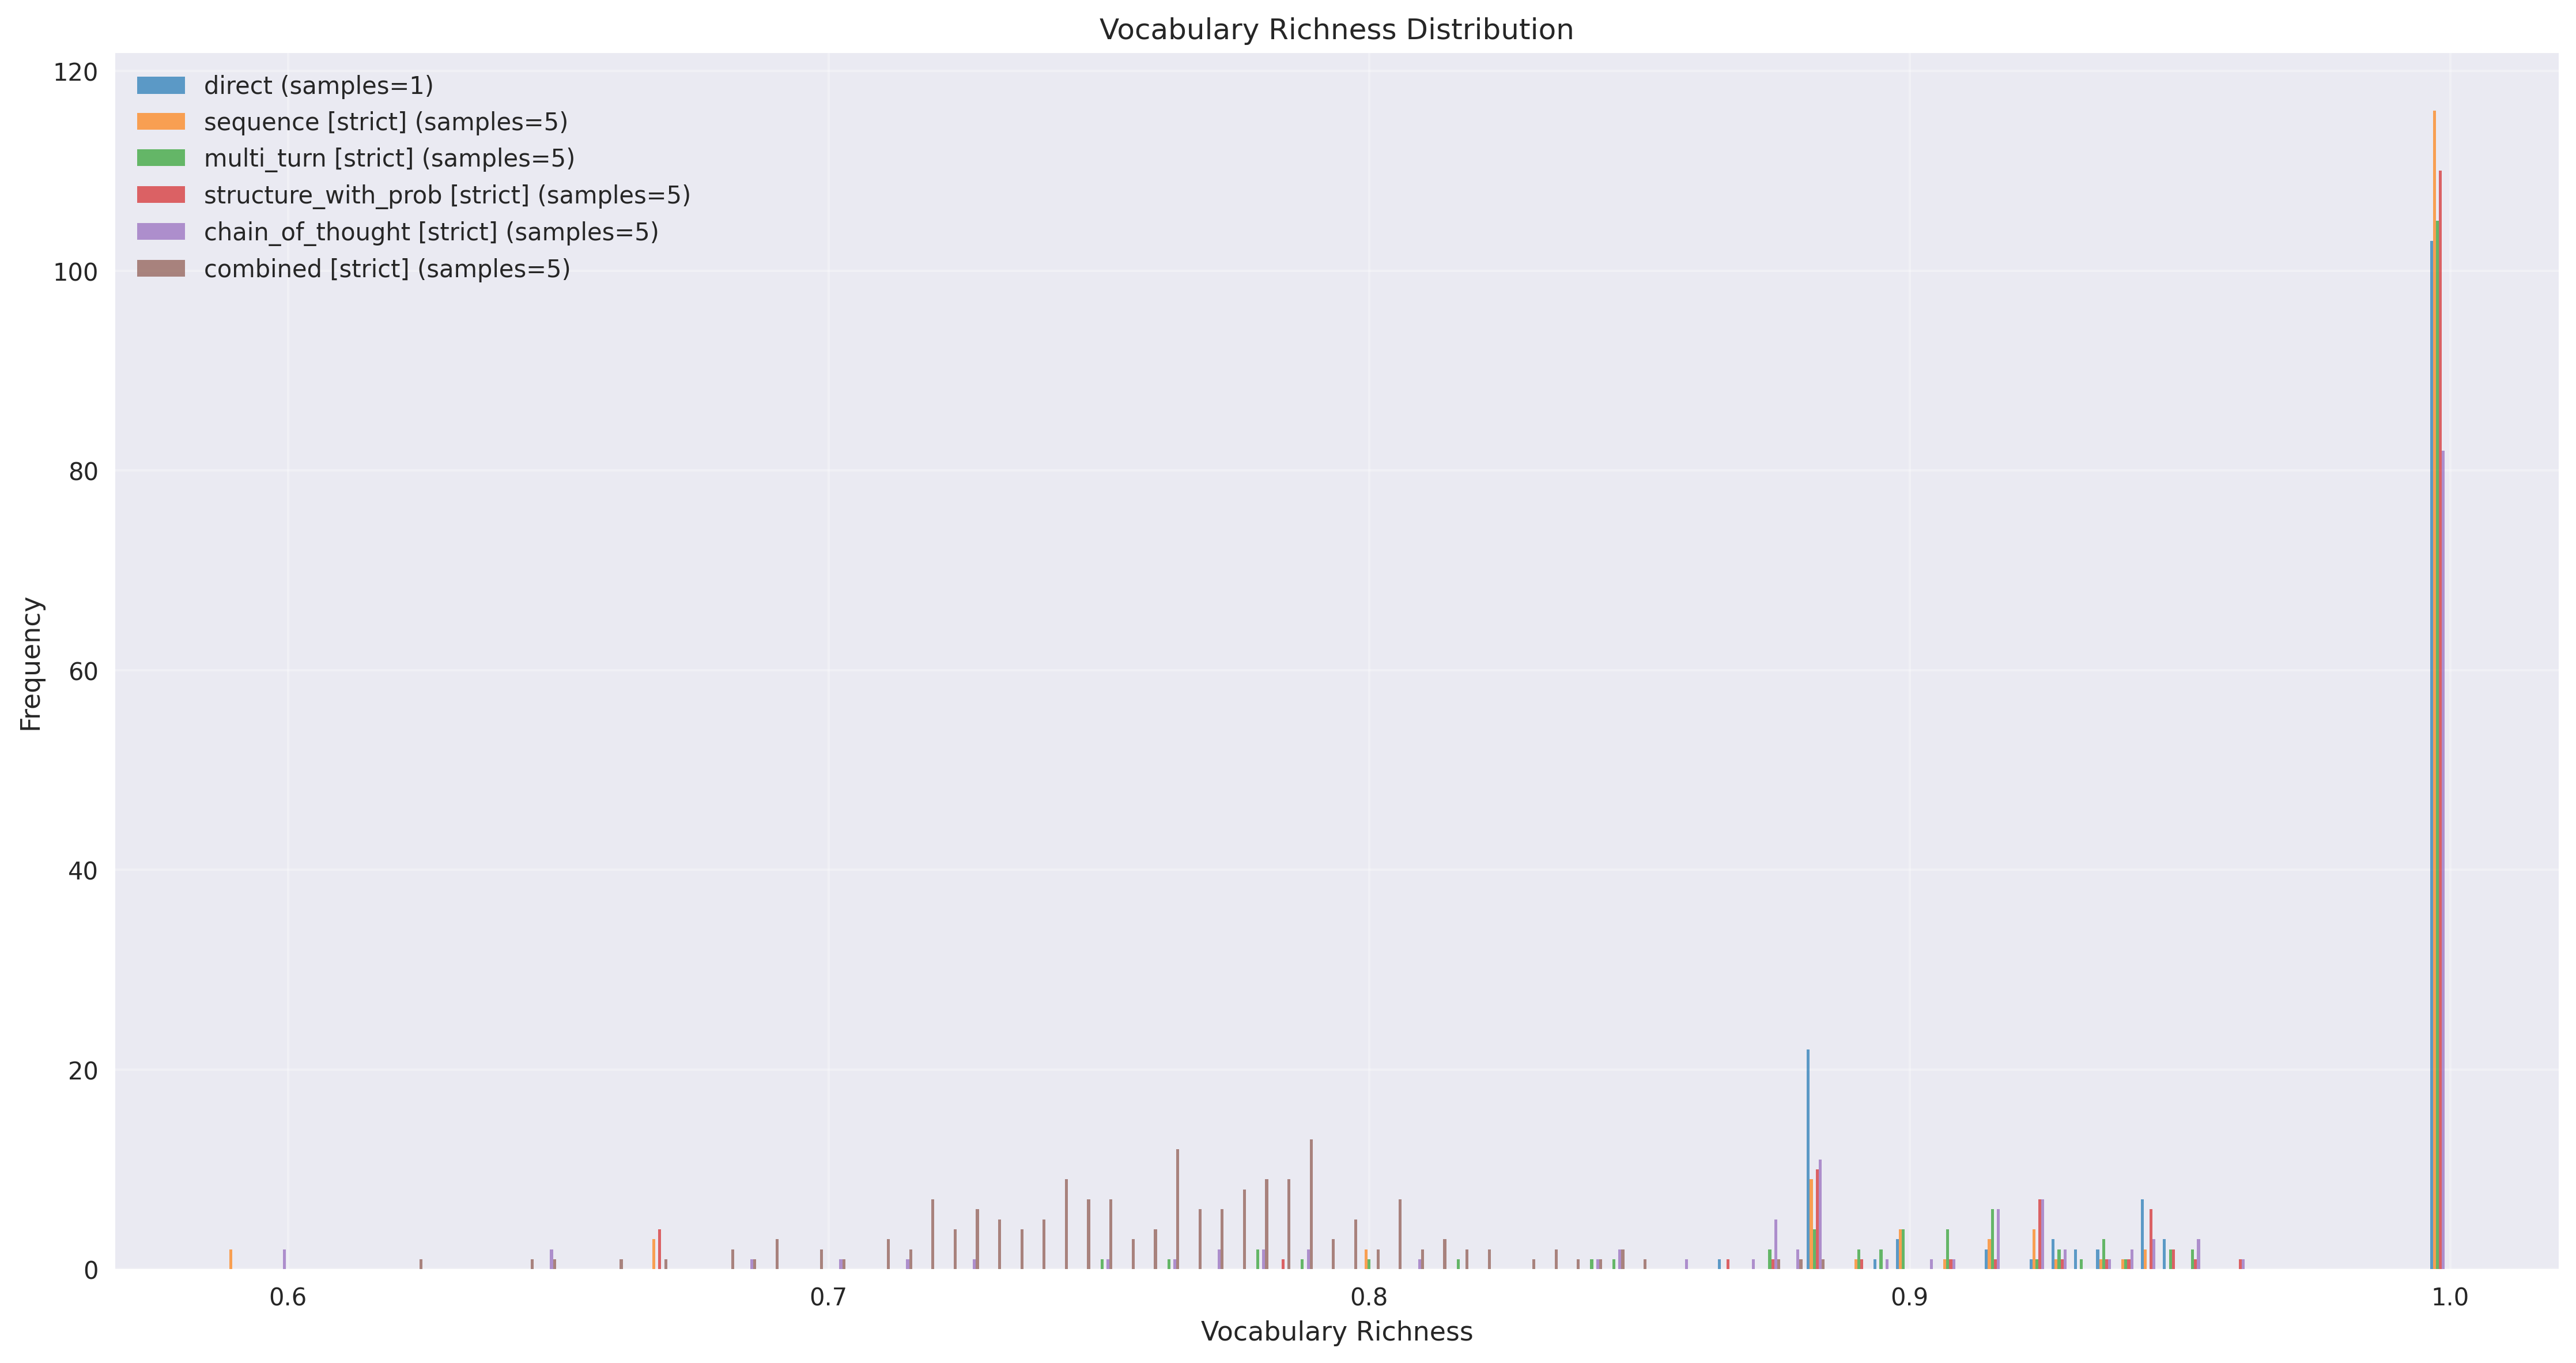 Vocabulary Richness Distribution
120
100
80
60
40
20
0
Frequency
direct (samples=1)
sequence [strict] (samples=5)
multi_turn [strict] (samples=5)
structure_with_prob [strict] (samples=5)
chain_of_thought [strict] (samples=5)
combined [strict] (samples=5)
0.6 0.7 0.8 0.9 1.0
Vocabulary Richness